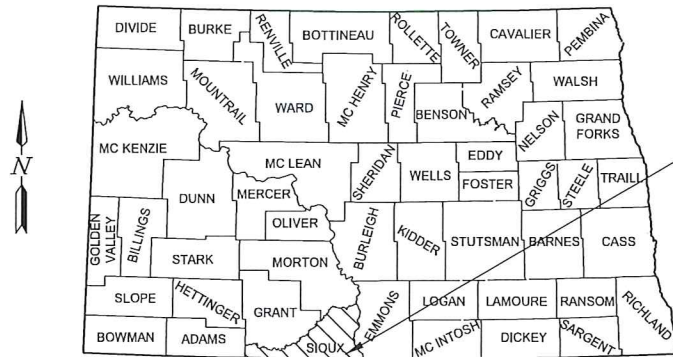 DIVIDE
BURKE
RENVILLE
BOTTINEAU
ROLLETTE
TOWNER
CAVALIER
PEMBINA
WILLIAMS
MOUNTRAIL
WARD
MC HENRY
PIERCE
BENSON
RAMSEY
WALSH
NELSON
GRAND
FORKS
N
MC KENZIE
MC LEAN
SHERIDAN
WELLS
EDDY
FOSTER
GRIGGS
STEELE
TRAILL
DUNN
MERCER
OLIVER
GOLDEN
VALLEY
BILLINGS
STARK
MORTON
BURLEIGH
KIDDER
STUTSMAN
BARNES
CASS
SLOPE
HETTINGER
GRANT
SIOUX
EMMONS
LOGAN
LAMOURE
RANSOM
RICHLAND
BOWMAN
ADAMS
MC INTOSH
DICKEY
SARGENT